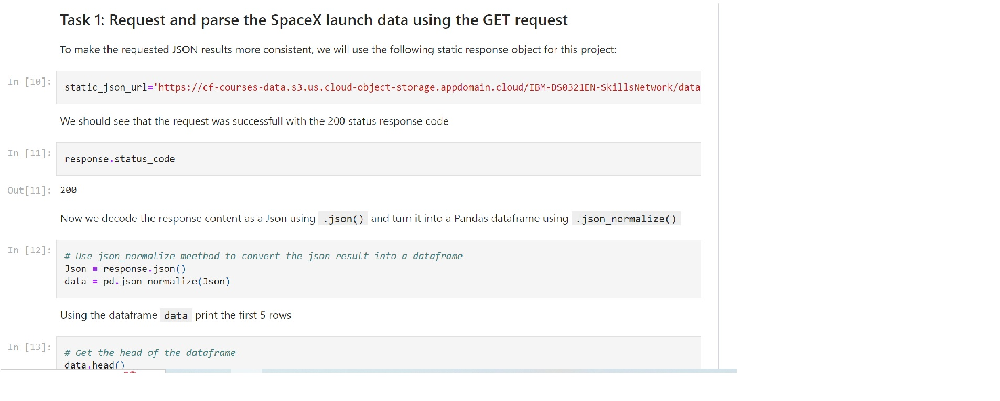 Task 1: Request and parse the SpaceX launch data using the GET request
To make the requested JSON results more consistent, we will use the following static response object for this project:
In [10]:
static_json_url='https://cf-courses-data.s3.us.cloud-object-storage.appdomain.cloud/IBM-DS0321EN-SkillsNetwork/data
We should see that the request was successfull with the 200 status response code
In [11]:
response.status_code
Out[11]: 200
Now we decode the response content as a Json using .json() and turn it into a Pandas dataframe using .json_normalize()
In [12]:
# Use json_normalize meethod to convert the json result into a dataframe
Json = response.json()
data = pd.json_normalize(Json)
Using the dataframe data print the first 5 rows
In [13]:
# Get the head of the dataframe
data.head()